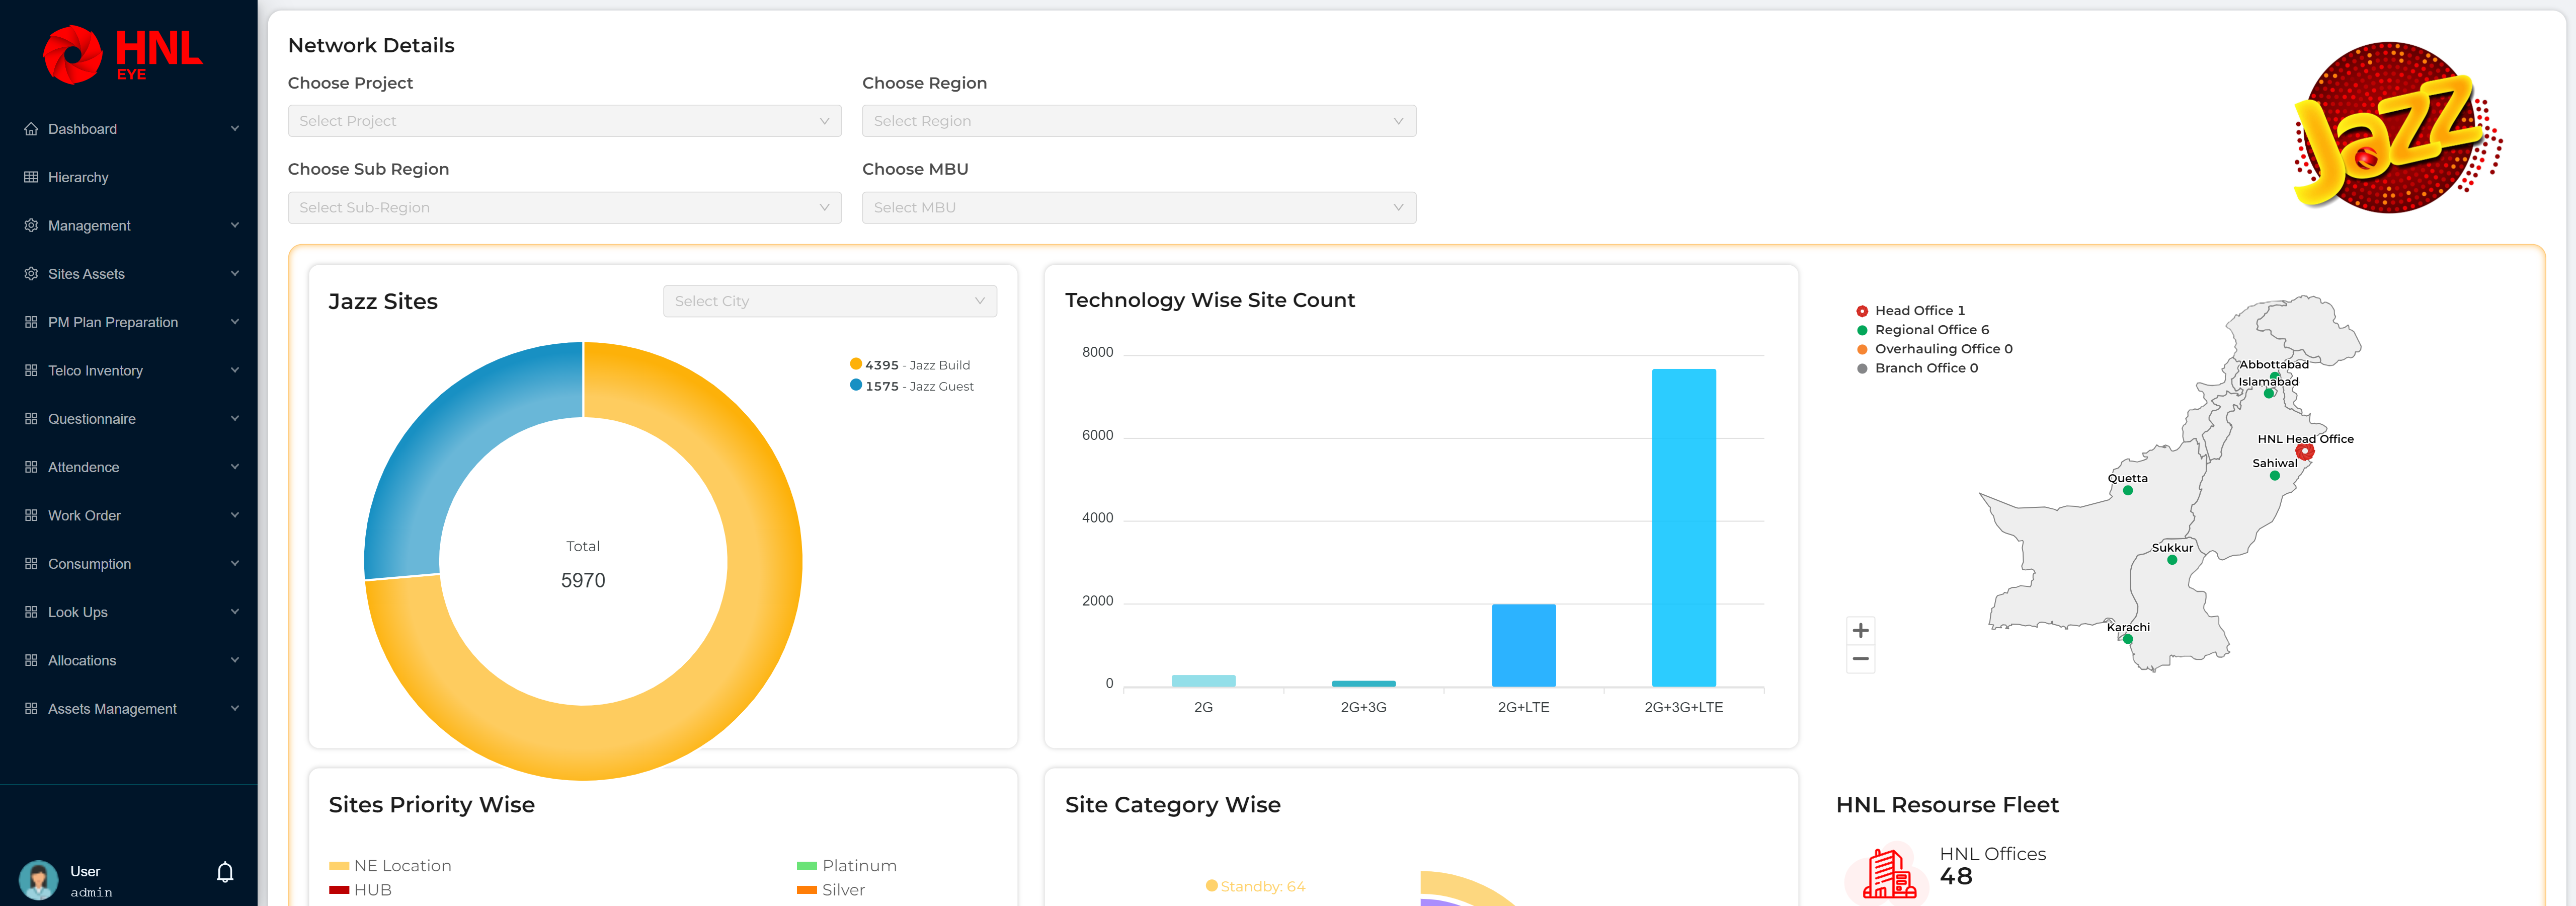 HNL
EYE
Dashboard
Hierarchy
Management
Sites Assets
PM Plan Preparation
Telco Inventory
Questionnaire
Attendence
Work Order
Consumption
Look Ups
Allocations
Assets Management
User
admin
Network Details
Choose Project
Choose Region
Select Project
Select Region
Choose Sub Region
Choose MBU
Select Sub-Region
Select MBU
Jazz
Jazz Sites
Select City
4395 - Jazz Build
1575 - Jazz Guest
Total
5970
Technology Wise Site Count
8000
6000
4000
2000
0
2G
2G+3G
2G+LTE
2G+3G+LTE
Head Office 1
Regional Office 6
Overhauling Office 0
Branch Office 0
Abbottabad
Islamabad
HNL Head Office
Sahiwal
Quetta
Sukkur
Karachi
+
−
Sites Priority Wise
NE Location
Platinum
HUB
Silver
Site Category Wise
Standby: 64
HNL Resourse Fleet
HNL Offices
48